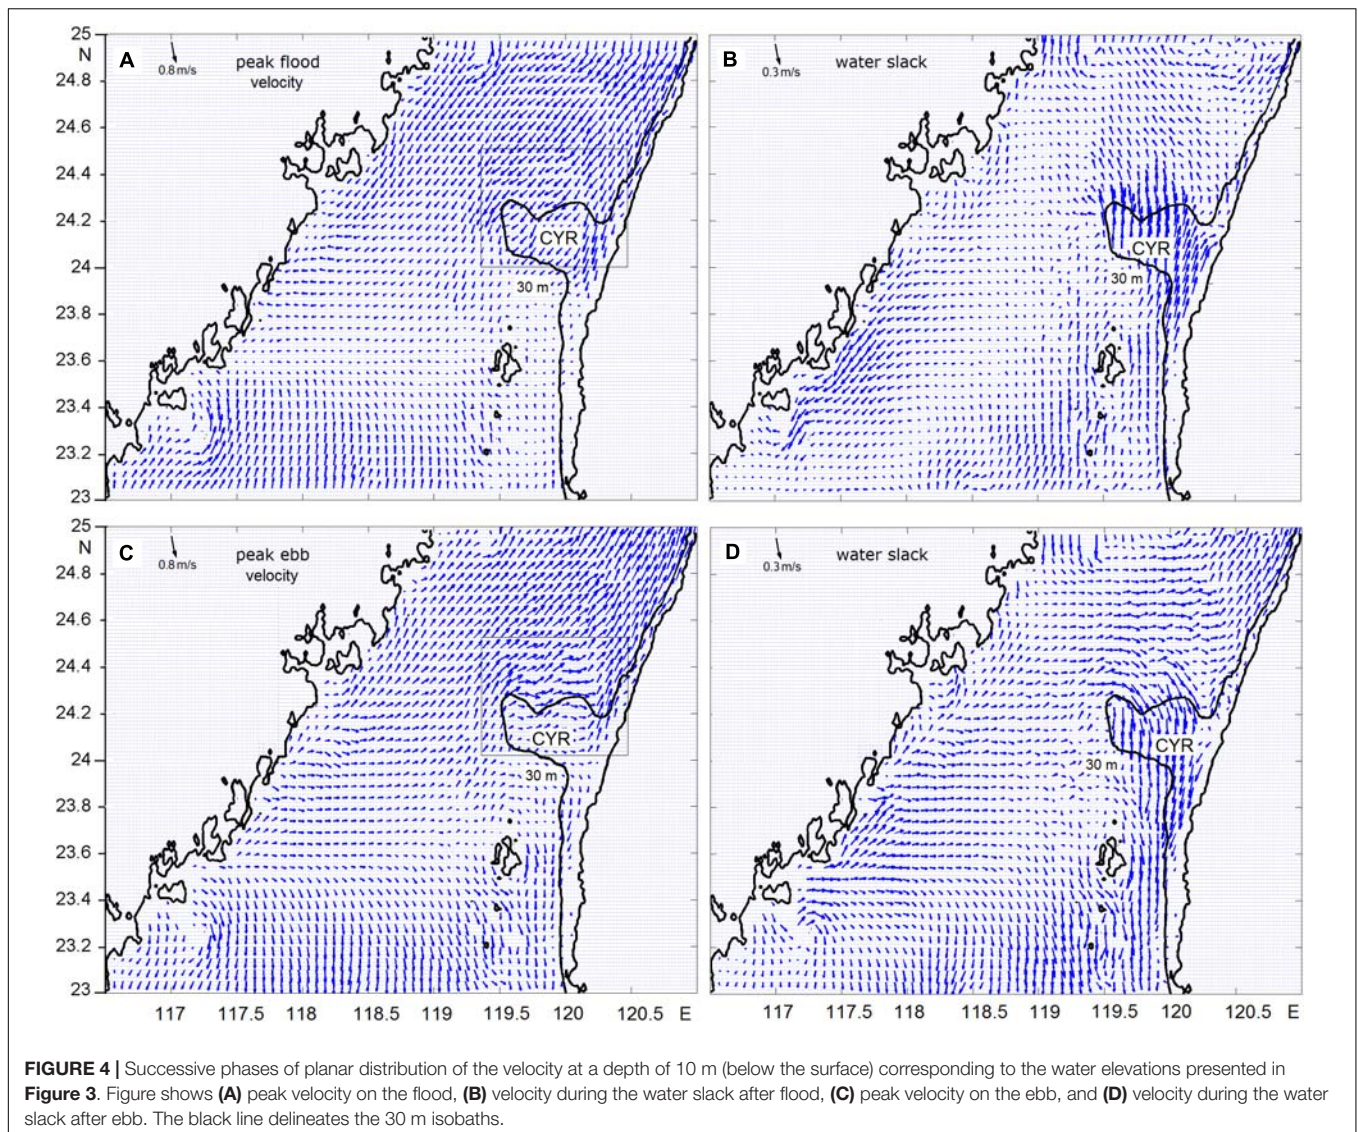 25
N
24.8
24.6
24.4
24.2
24
23.8
23.6
23.4
23.2
23
A
0.8 m/s
peak flood
velocity
CYR
30 m
B
0.3 m/s
water slack
CYR
30 m
25
N
24.8
24.6
24.4
24.2
24
23.8
23.6
23.4
23.2
23
C
0.8 m/s
peak ebb
velocity
CYR
30 m
D
0.3 m/s
water slack
CYR
30 m
117 117.5 118 118.5 119 119.5 120 120.5 E
117 117.5 118 118.5 119 119.5 120 120.5 E
FIGURE 4 | Successive phases of planar distribution of the velocity at a depth of 10 m (below the surface) corresponding to the water elevations presented in
Figure 3. Figure shows (A) peak velocity on the flood, (B) velocity during the water slack after flood, (C) peak velocity on the ebb, and (D) velocity during the water
slack after ebb. The black line delineates the 30 m isobaths.